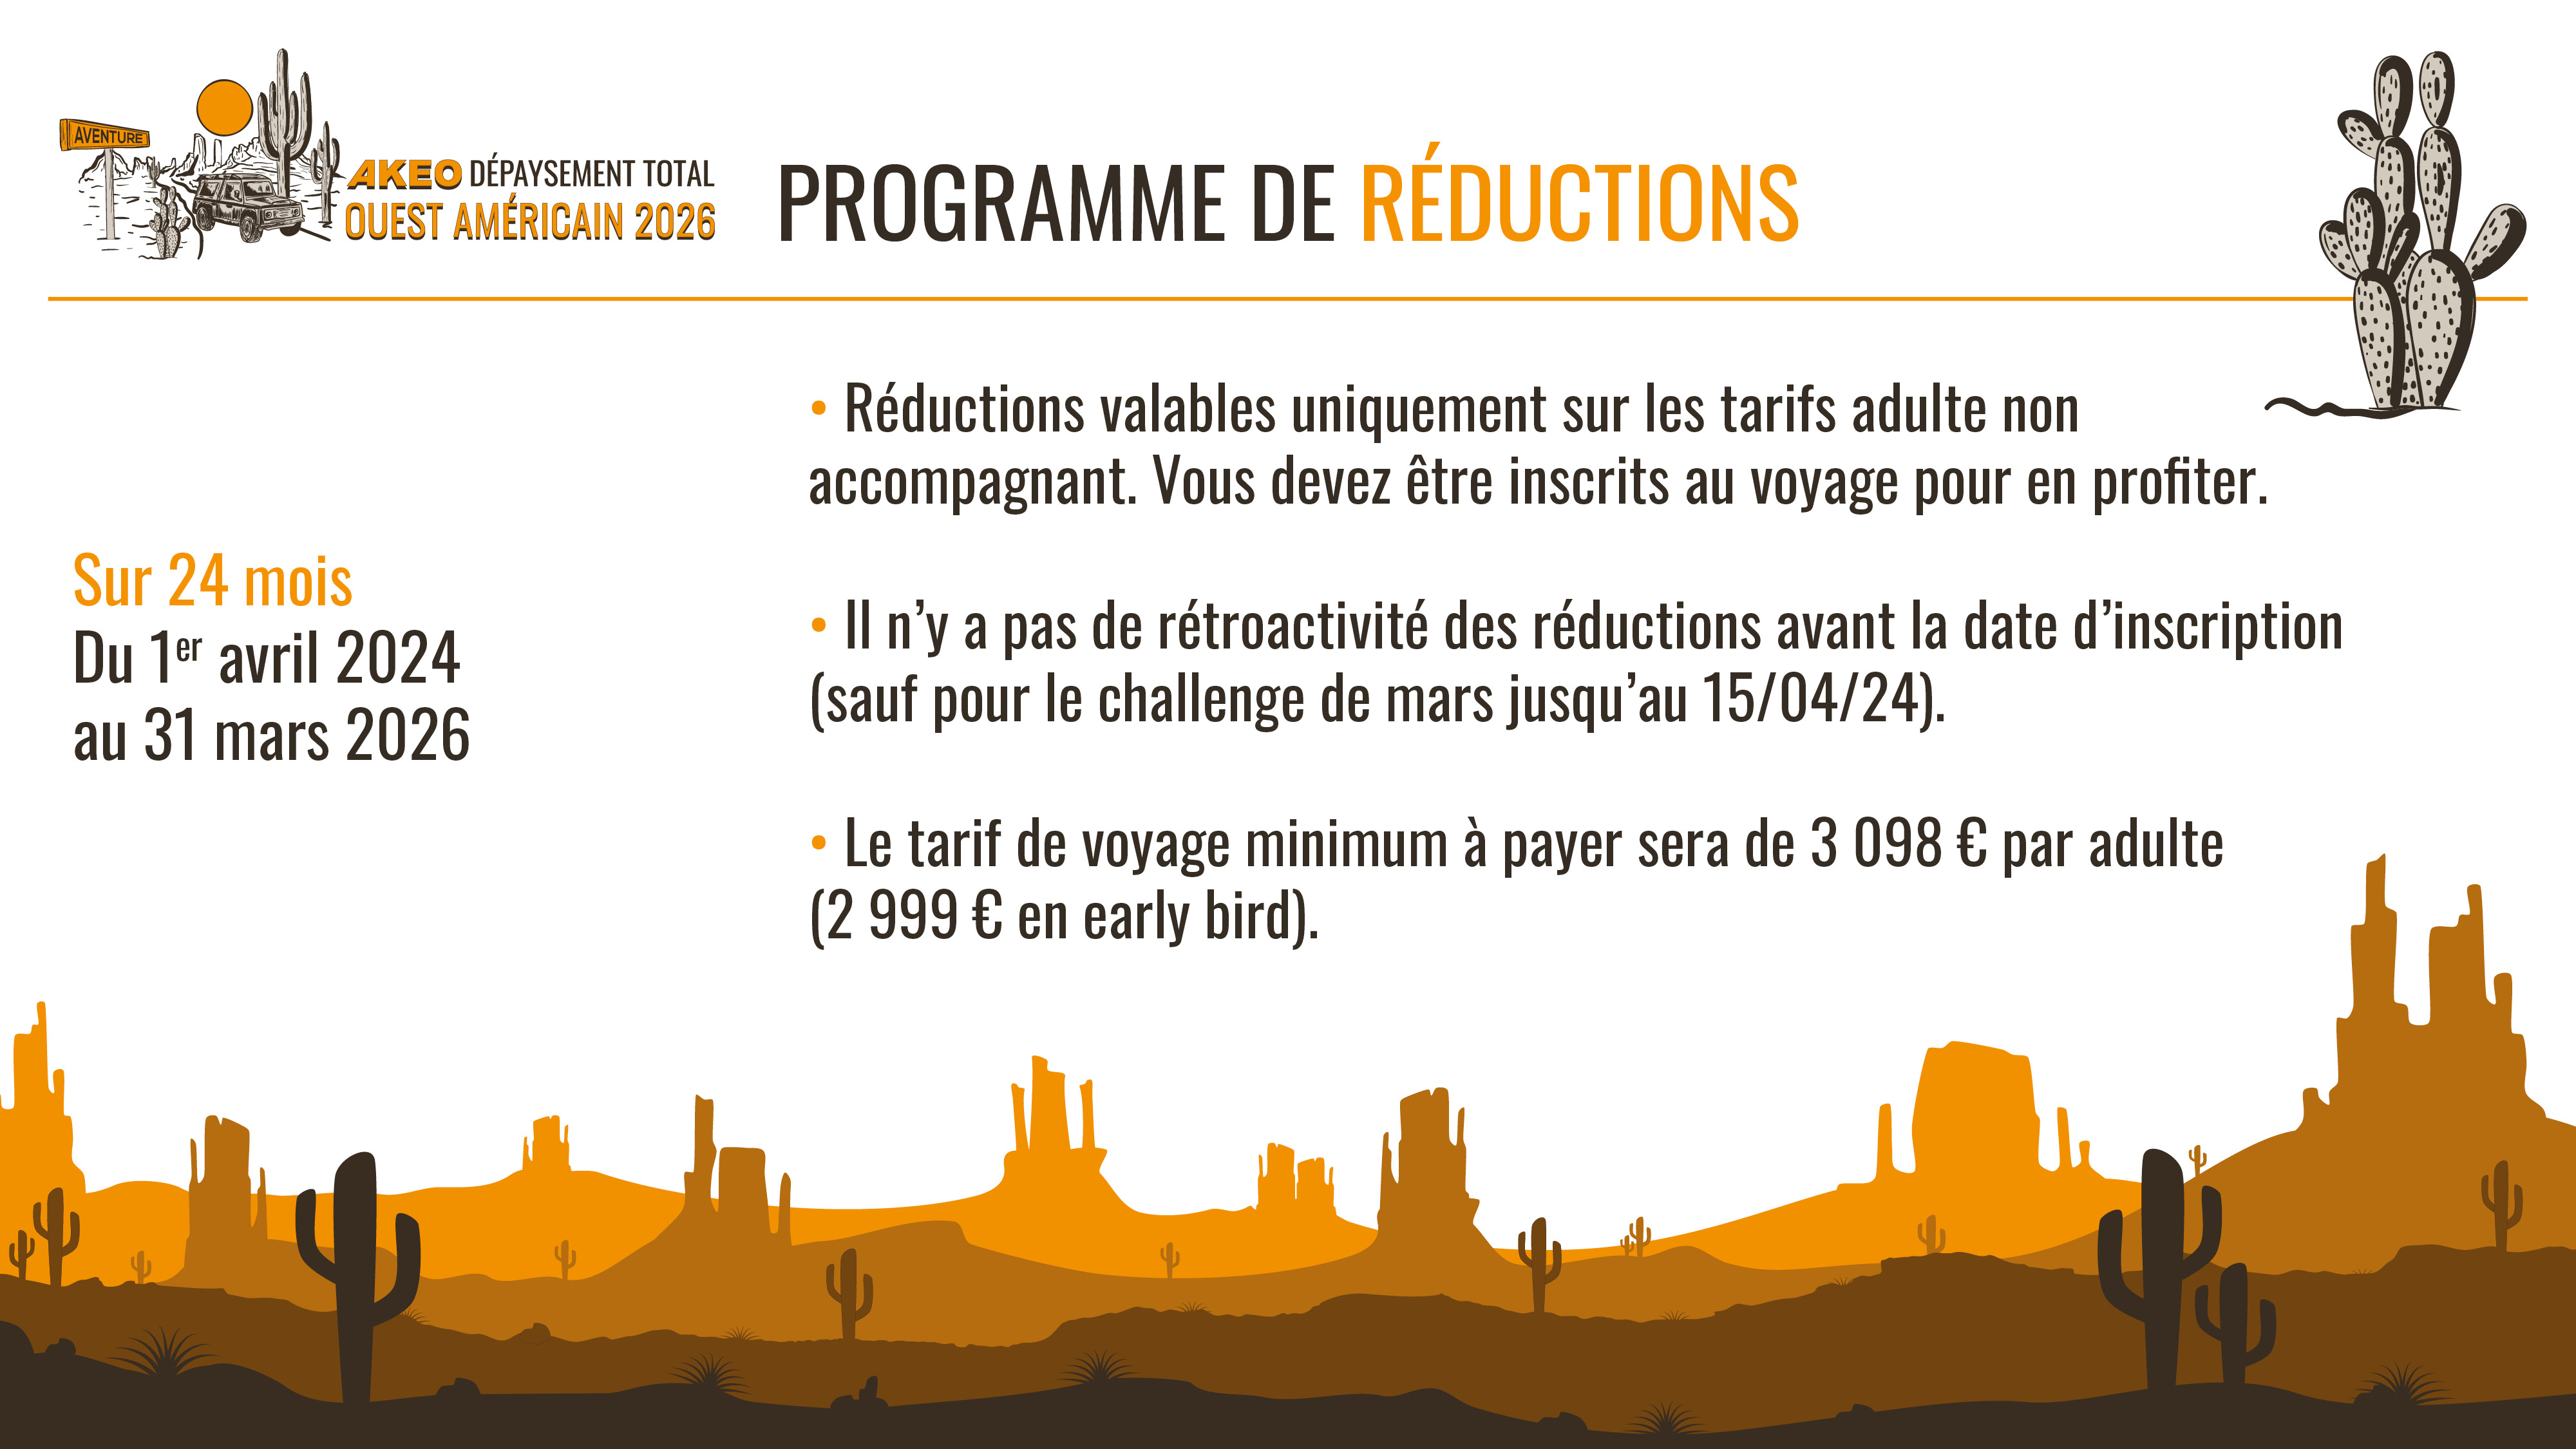 AVENTURE
AKEO DÉPAYSEMENT TOTAL
OUEST AMÉRICAIN 2026
PROGRAMME DE RÉDUCTIONS
Sur 24 mois
Du 1er avril 2024
au 31 mars 2026
• Réductions valables uniquement sur les tarifs adulte non
accompagnant. Vous devez être inscrits au voyage pour en profiter.
• Il n’y a pas de rétroactivité des réductions avant la date d’inscription
(sauf pour le challenge de mars jusqu’au 15/04/24).
• Le tarif de voyage minimum à payer sera de 3 098 € par adulte
(2 999 € en early bird).